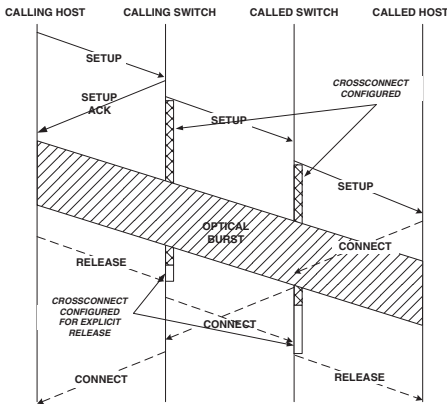 CALLING HOST CALLING SWITCH CALLED SWITCH CALLED HOST
SETUP
CROSSCONNECT
CONFIGURED
SETUP
ACK
SETUP
SETUP
OPTICAL
BURST
CONNECT
RELEASE
CROSSCONNECT
CONFIGURED
FOR EXPLICIT
RELEASE
CONNECT
CONNECT
RELEASE